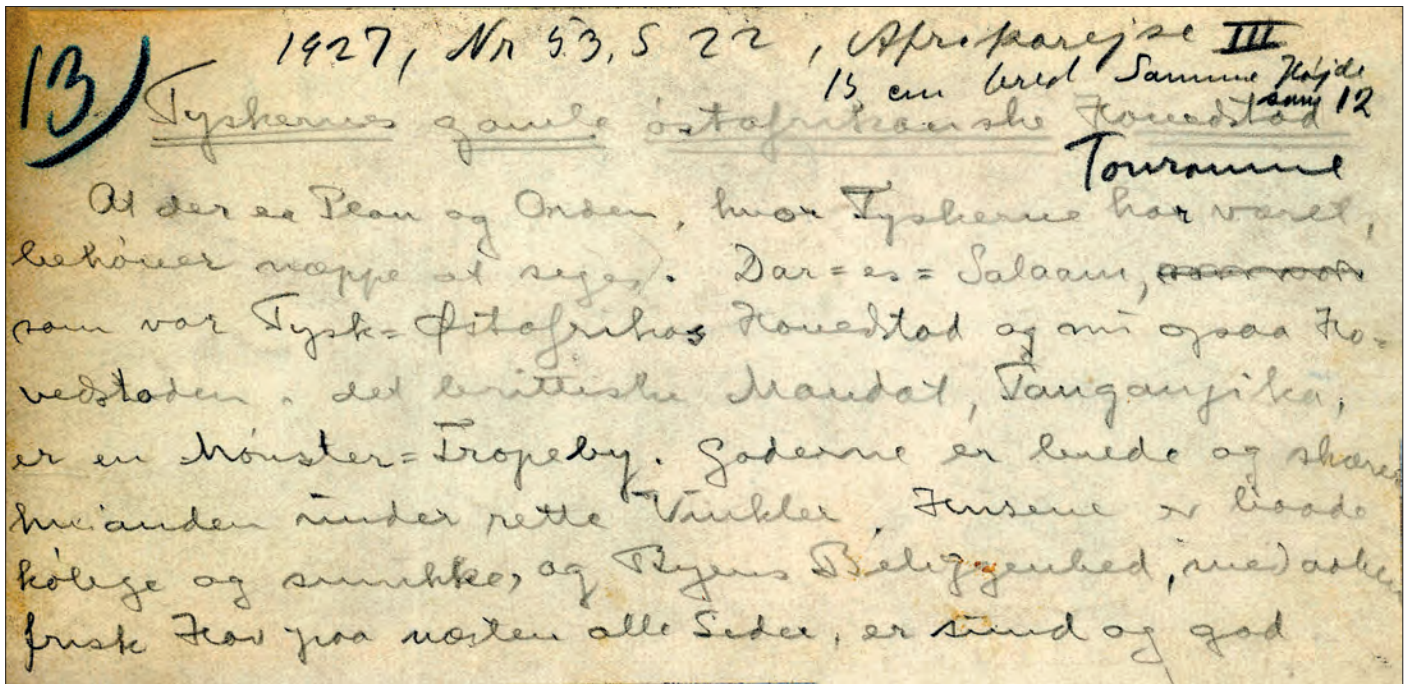 13) 1927, Nr 53, S 22, Afrikarejse III
15 cm bred Samme Højde
som 12
Tyskernes gamle østafrikanske Hovedstad
Touraine
At der er Plan og Orden, hvor Tyskerne har været,
behøver næppe at siges. Dar=es=Salaam,
som var Tysk=Østafrikas Hovedstad og nu ogsaa Ho=
vedstaden i det brittiske Mandat, Tanganjika,
er en Mønster=Tropeby. Gaderne er brede og skærer
hinanden under rette Vinkler. Husene er baade
kølige og smukke, og Byens Beliggenhed, med
frisk Hav paa næsten alle Sider, er sund og god